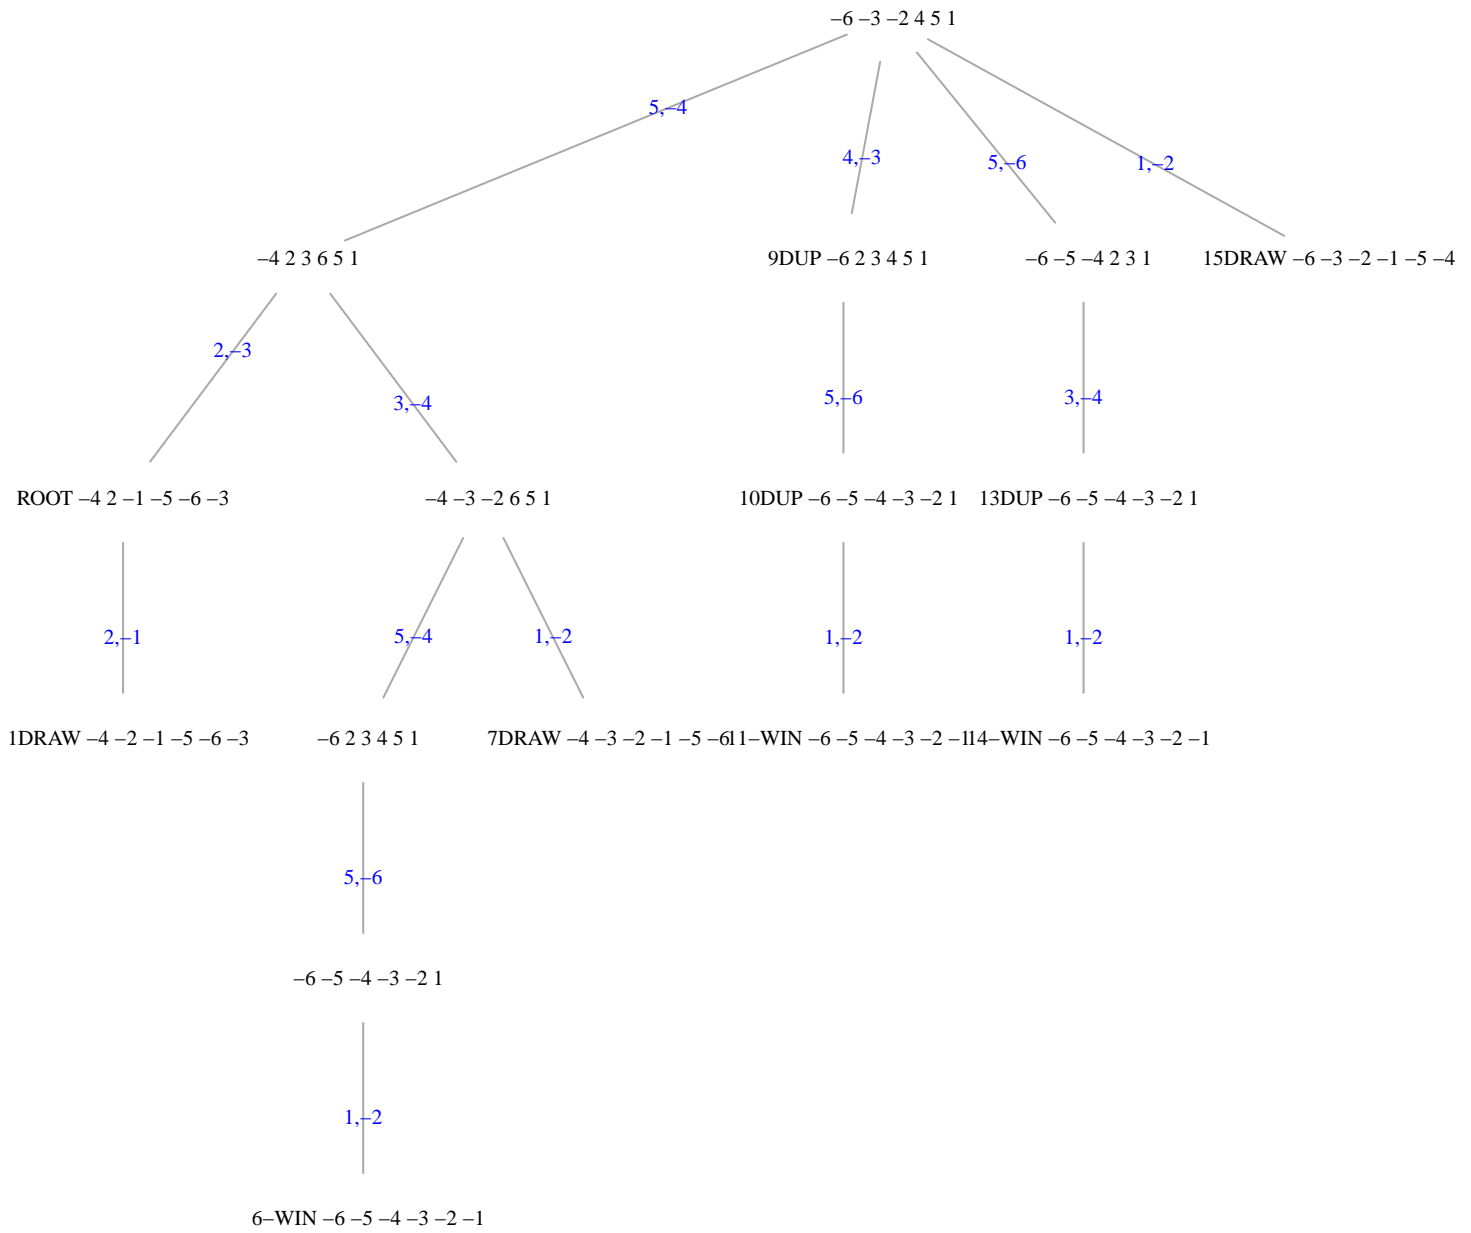 –6 –3 –2 4 5 1
5,–4
4,–3
5,–6
1,–2
–4 2 3 6 5 1
9DUP –6 2 3 4 5 1
–6 –5 –4 2 3 1
15DRAW –6 –3 –2 –1 –5 –4
2,–3
3,–4
5,–6
3,–4
ROOT –4 2 –1 –5 –6 –3
–4 –3 –2 6 5 1
10DUP –6 –5 –4 –3 –2 1
13DUP –6 –5 –4 –3 –2 1
2,–1
5,–4
1,–2
1,–2
1,–2
1DRAW –4 –2 –1 –5 –6 –3
–6 2 3 4 5 1
7DRAW –4 –3 –2 –1 –5 –6
11–WIN –6 –5 –4 –3 –2 –1
14–WIN –6 –5 –4 –3 –2 –1
5,–6
–6 –5 –4 –3 –2 1
1,–2
6–WIN –6 –5 –4 –3 –2 –1